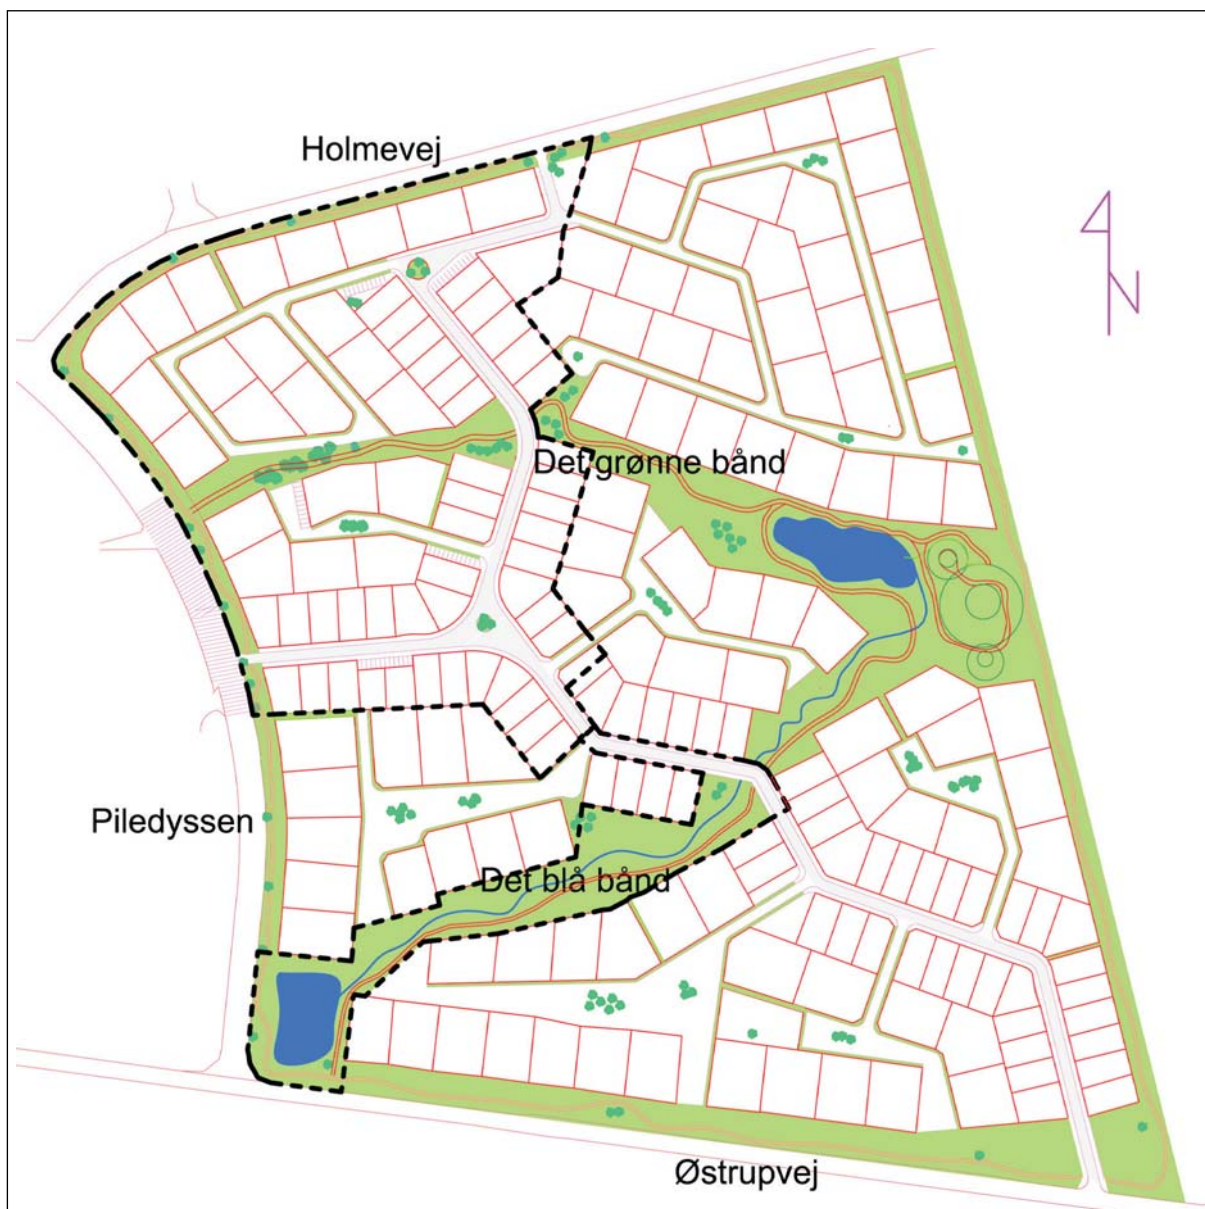 Holmevej
Det grønne bånd
Piledyssen
Det blå bånd
Østrupvej
N